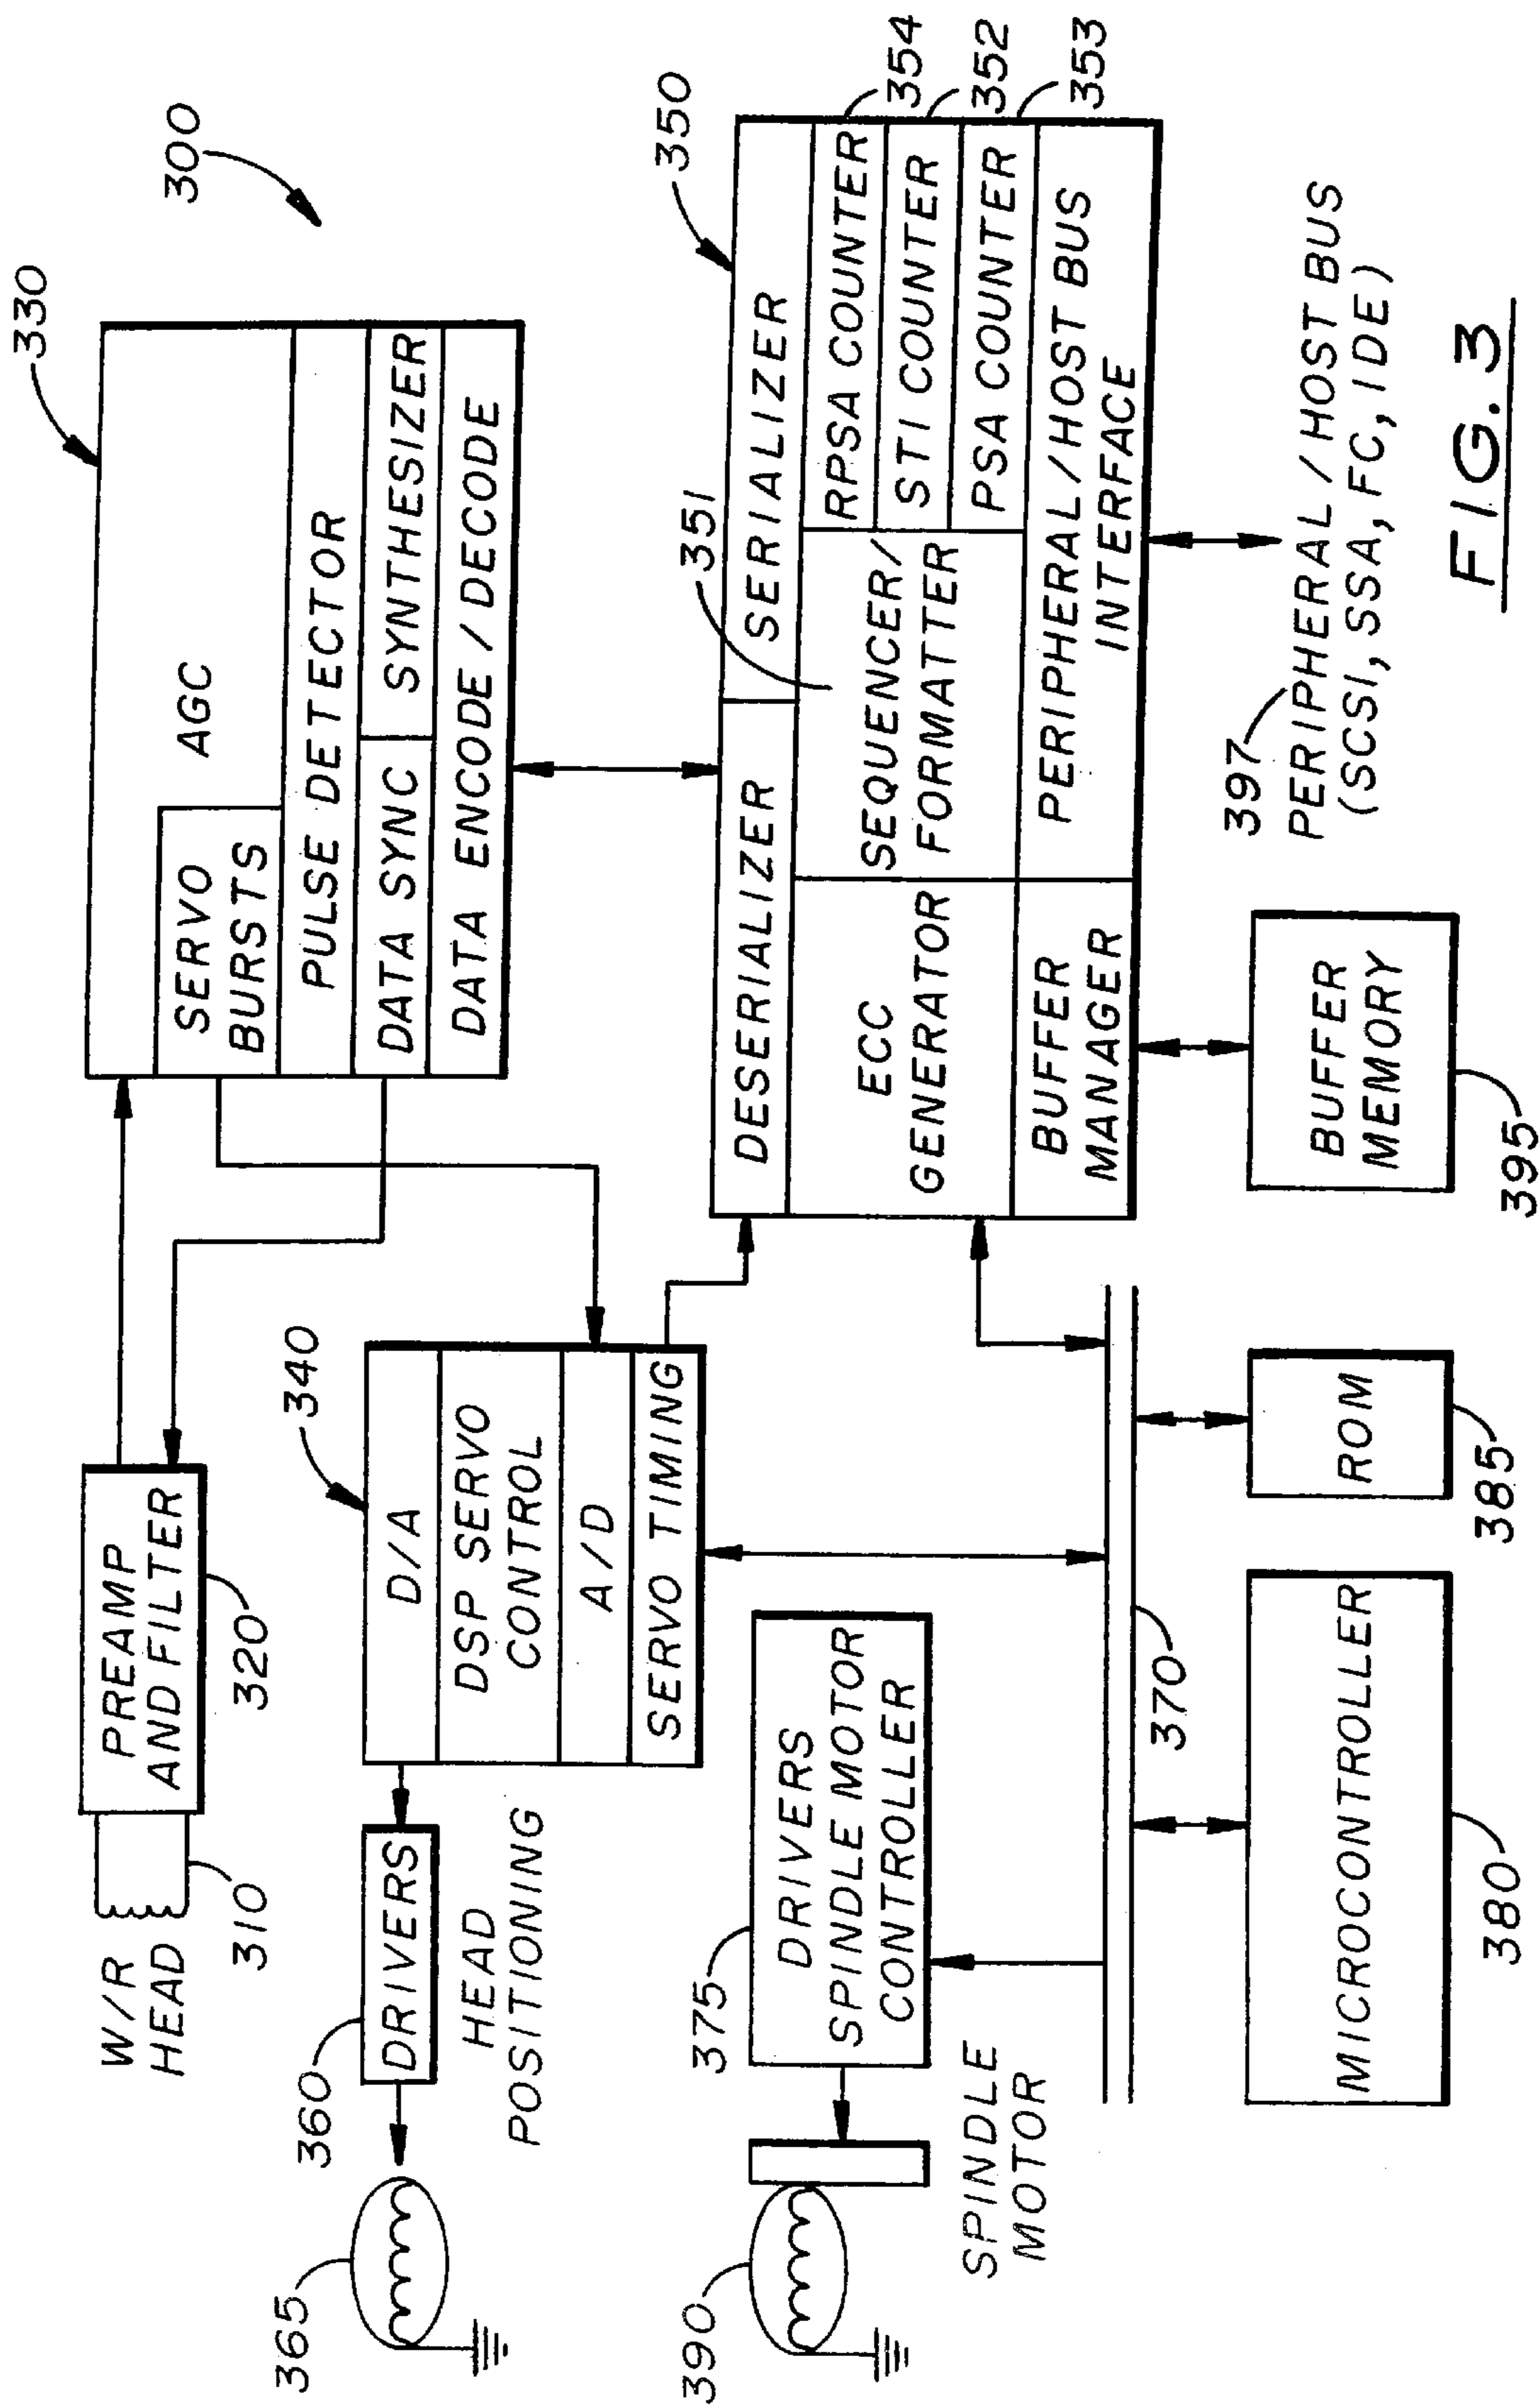 300
W/R
HEAD
310
PREAMP
AND FILTER
320
330
AGC
SERVO
BURSTS
PULSE DETECTOR
DATA SYNC
SYNTHESIZER
DATA ENCODE/DECODE
365
360
DRIVERS
HEAD
POSITIONING
340
D/A
DSP SERVO
CONTROL
A/D
SERVO TIMING
350
DESERIALIZER
SERIALIZER
351
ECC
GENERATOR
SEQUENCER/
FORMATTER
RPSA COUNTER
354
STI COUNTER
352
PSA COUNTER
353
BUFFER
MANAGER
PERIPHERAL/HOST BUS
INTERFACE
390
375
DRIVERS
SPINDLE MOTOR
CONTROLLER
SPINDLE
MOTOR
370
MICROCONTROLLER
380
ROM
385
BUFFER
MEMORY
395
397
PERIPHERAL/HOST BUS
(SCSI, SSA, FC, IDE)
FIG. 3